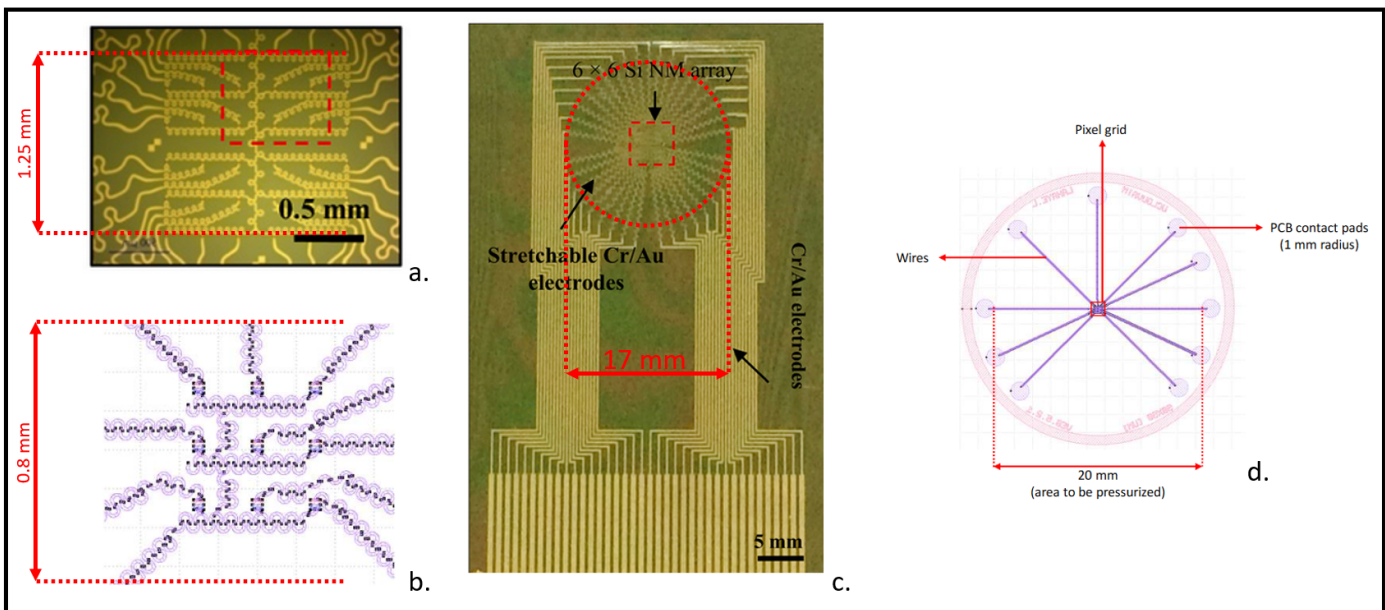 1.25 mm
0.5 mm
a.
0.8 mm
b.
6 × 6 Si NM array
Stretchable Cr/Au
electrodes
17 mm
Cr/Au electrodes
5 mm
c.
Pixel grid
PCB contact pads
(1 mm radius)
Wires
20 mm
(area to be pressurized)
d.